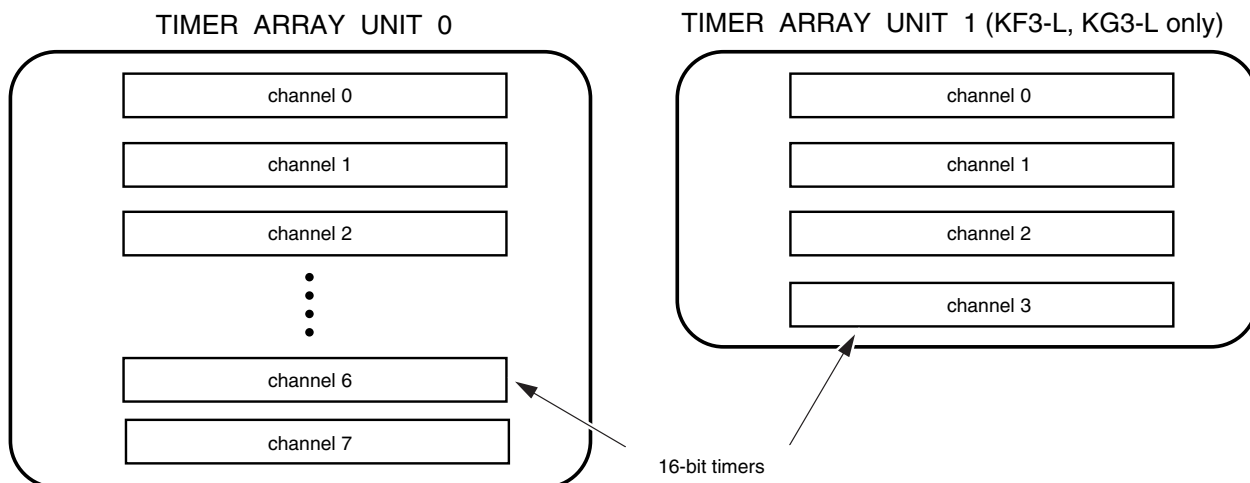 TIMER ARRAY UNIT 0
channel 0
channel 1
channel 2
channel 6
channel 7
TIMER ARRAY UNIT 1 (KF3-L, KG3-L only)
channel 0
channel 1
channel 2
channel 3
16-bit timers